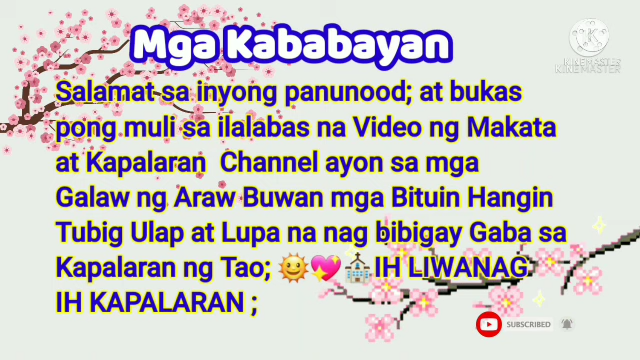 Mga Kababayan
KINEMASTER
KINEMASTER
Salamat sa inyong panunood; at bukas
pong muli sa ilalabas na Video ng Makata
at Kapalaran Channel ayon sa mga
Galaw ng Araw Buwan mga Bituin Hangin
Tubig Ulap at Lupa na nag bibigay Gaba sa
Kapalaran ng Tao; 🌞💖⛪IH LIWANAG
IH KAPALARAN ;
SUBSCRIBED